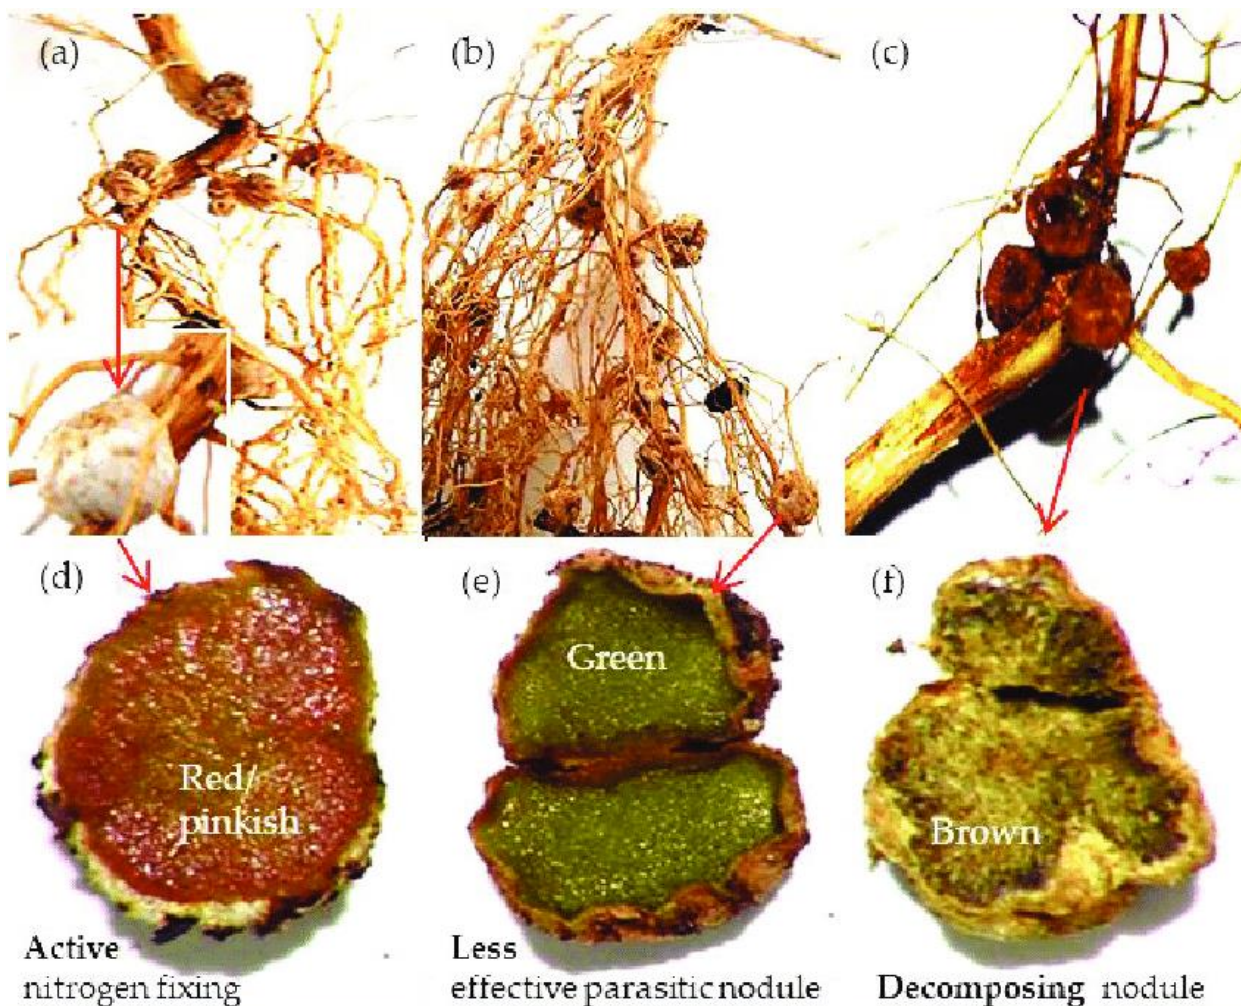 (a)
(b)
(c)
(d)
(e)
(f)
Red/
pinkish
Green
Brown
Active
nitrogen fixing
Less
effective parasitic nodule
Decomposing nodule